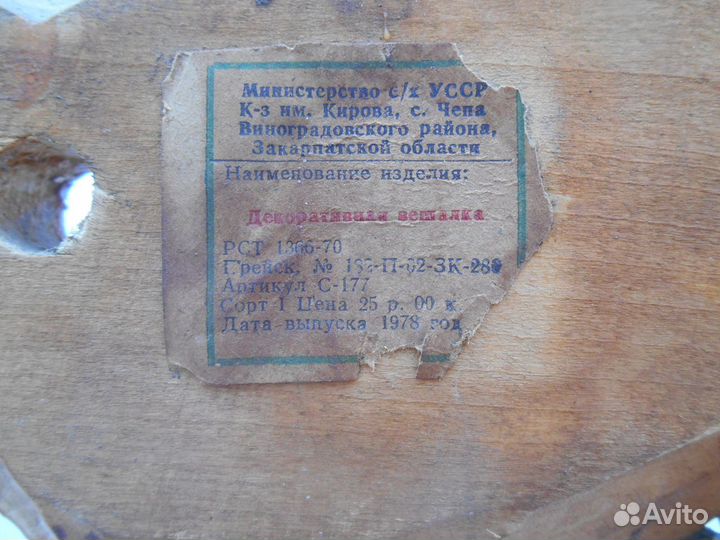 Министерство с/х УССР
К-з им. Кирова, с. Чепа
Виноградовского района,
Закарпатской области
Наименование изделия:
Декоративная вешалка
РСТ 1366-70
№
Артикул С-177
Сорт I Цена 25 р. 00 к.
Дата выпуска 1978 год
Avito